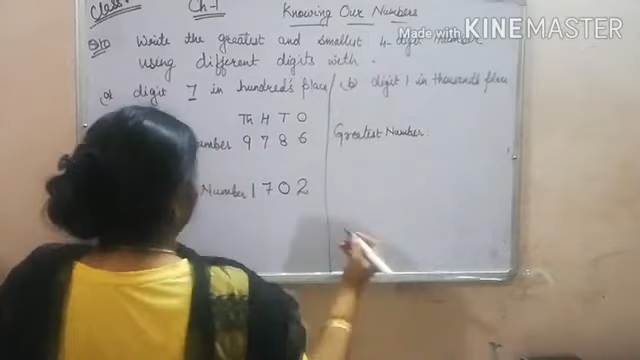 Class:
Ch-1
Knowing Our Numbers
Made with KINEMASTER
Write the greatest and smallest 4-digit number
using different digits with.
(a) digit 7 in hundred's place
(b) digit 1 in thousand's place
Th H T O
9 7 8 6
Greatest Number:
Number 1 7 0 2